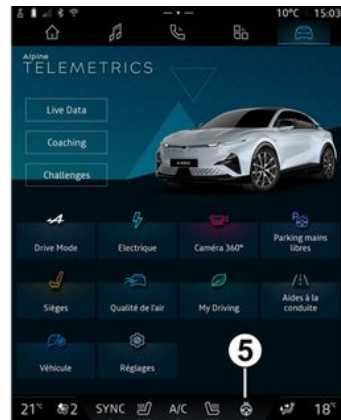 10°C 15:03
Alpine
TELEMETRICS
Live Data
Coaching
Challenges
Drive Mode
Electrique
Caméra 360°
Parking mains
libres
Sièges
Qualité de l'air
My Driving
Aides à la
conduite
Véhicule
Réglages
5
21°C 2 SYNC A/C 18°C